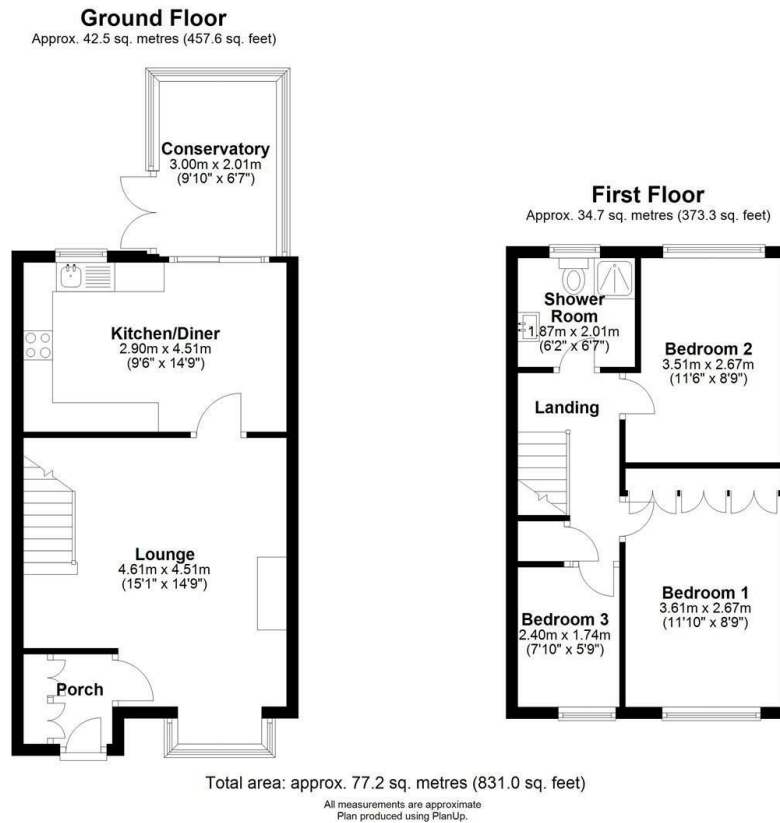 Ground Floor
Approx. 42.5 sq. metres (457.6 sq. feet)
Conservatory
3.00m x 2.01m
(9'10" x 6'7")
Kitchen/Diner
2.90m x 4.51m
(9'6" x 14'9")
Lounge
4.61m x 4.51m
(15'1" x 14'9")
Porch
First Floor
Approx. 34.7 sq. metres (373.3 sq. feet)
Shower
Room
1.87m x 2.01m
(6'2" x 6'7")
Bedroom 2
3.51m x 2.67m
(11'6" x 8'9")
Landing
Bedroom 1
3.61m x 2.67m
(11'10" x 8'9")
Bedroom 3
2.40m x 1.74m
(7'10" x 5'9")
Total area: approx. 77.2 sq. metres (831.0 sq. feet)
All measurements are approximate
Plan produced using PlanUp.